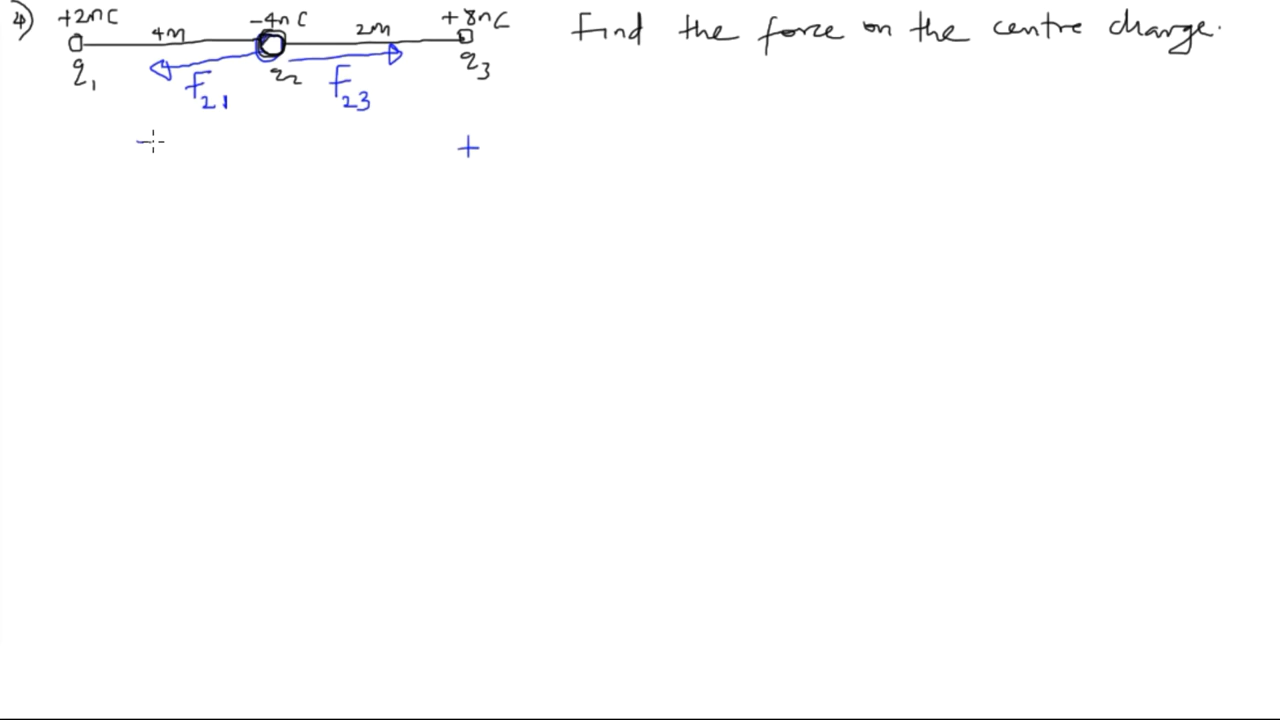 4) +2nC -4nC +8nC Find the force on the centre charge.
4m 2m
q1 q2 q3
F21 F23
- +